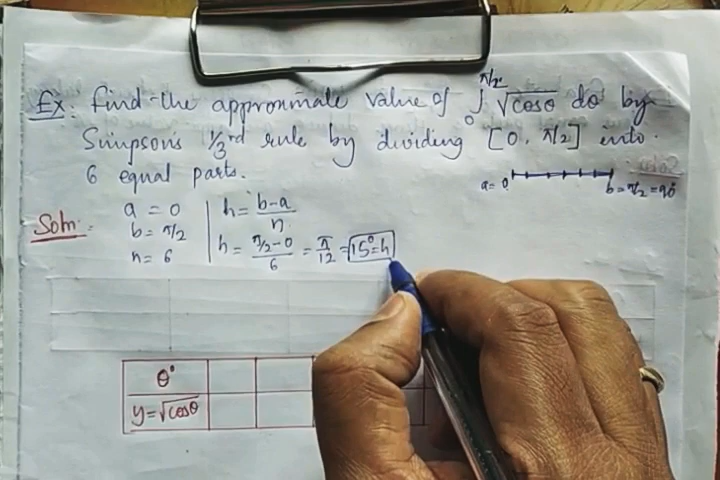 Ex: Find the approximate value of ∫₀^π/2 √cosθ dθ by
Simpson's 1/3rd rule by dividing [0, π/2] into
6 equal parts.
a = 0
b = π/2 = 90°
Soln:
a = 0
b = π/2
n = 6
h = b-a/n
h = π/2-0/6 = π/12 = 15° = h
θ°
y=√cosθ